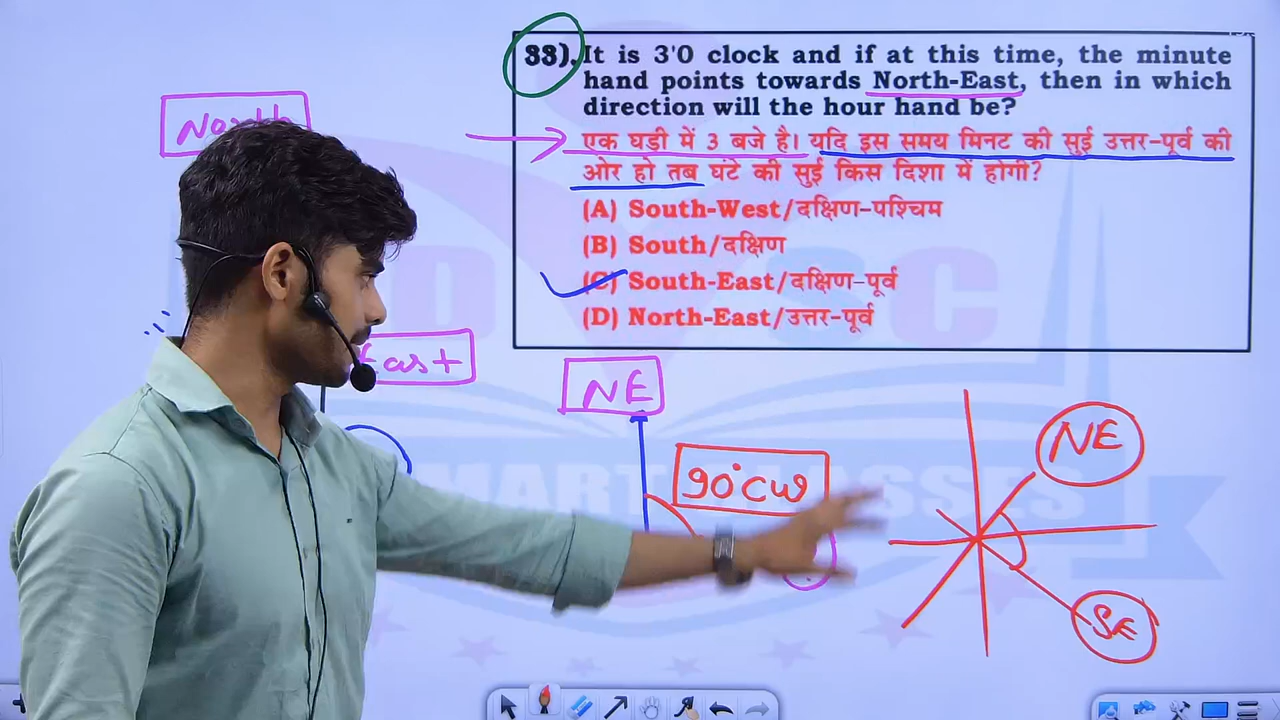 33). It is 3'0 clock and if at this time, the minute
hand points towards North-East, then in which
direction will the hour hand be?
एक घड़ी में 3 बजे है। यदि इस समय मिनट की सुई उत्तर-पूर्व की
ओर हो तब घंटे की सुई किस दिशा में होगी?
(A) South-West/दक्षिण-पश्चिम
(B) South/दक्षिण
(C) South-East/दक्षिण-पूर्व
(D) North-East/उत्तर-पूर्व
North
East
NE
90°CW
NE
SE